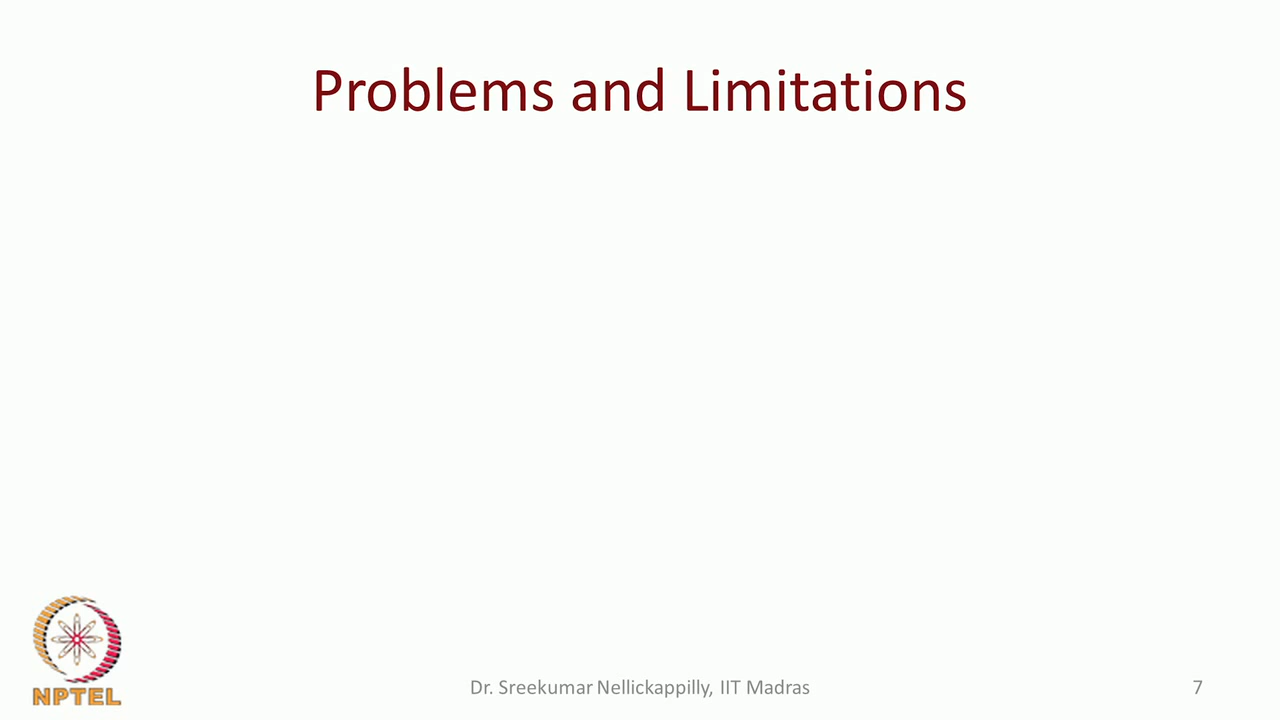 Problems and Limitations
NPTEL
Dr. Sreekumar Nellickappilly, IIT Madras
7